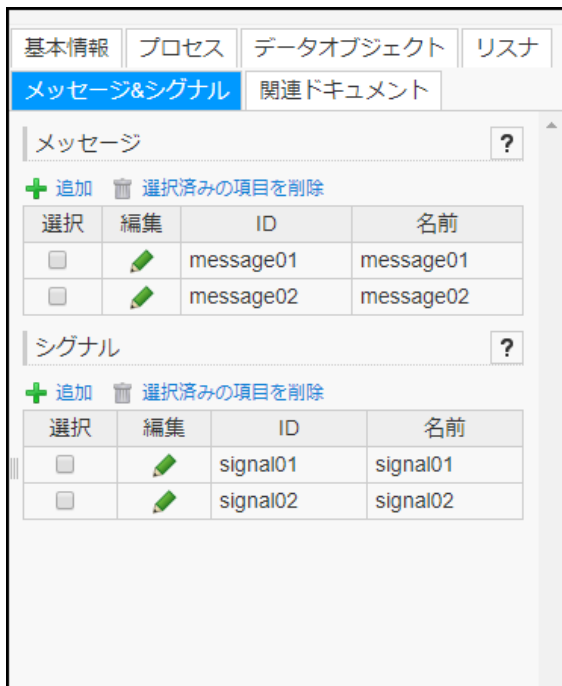 基本情報 プロセス データオブジェクト リスナ
メッセージ&シグナル 関連ドキュメント
メッセージ ?
追加 選択済みの項目を削除
選択 編集 ID 名前
message01 message01
message02 message02
シグナル ?
追加 選択済みの項目を削除
選択 編集 ID 名前
signal01 signal01
signal02 signal02